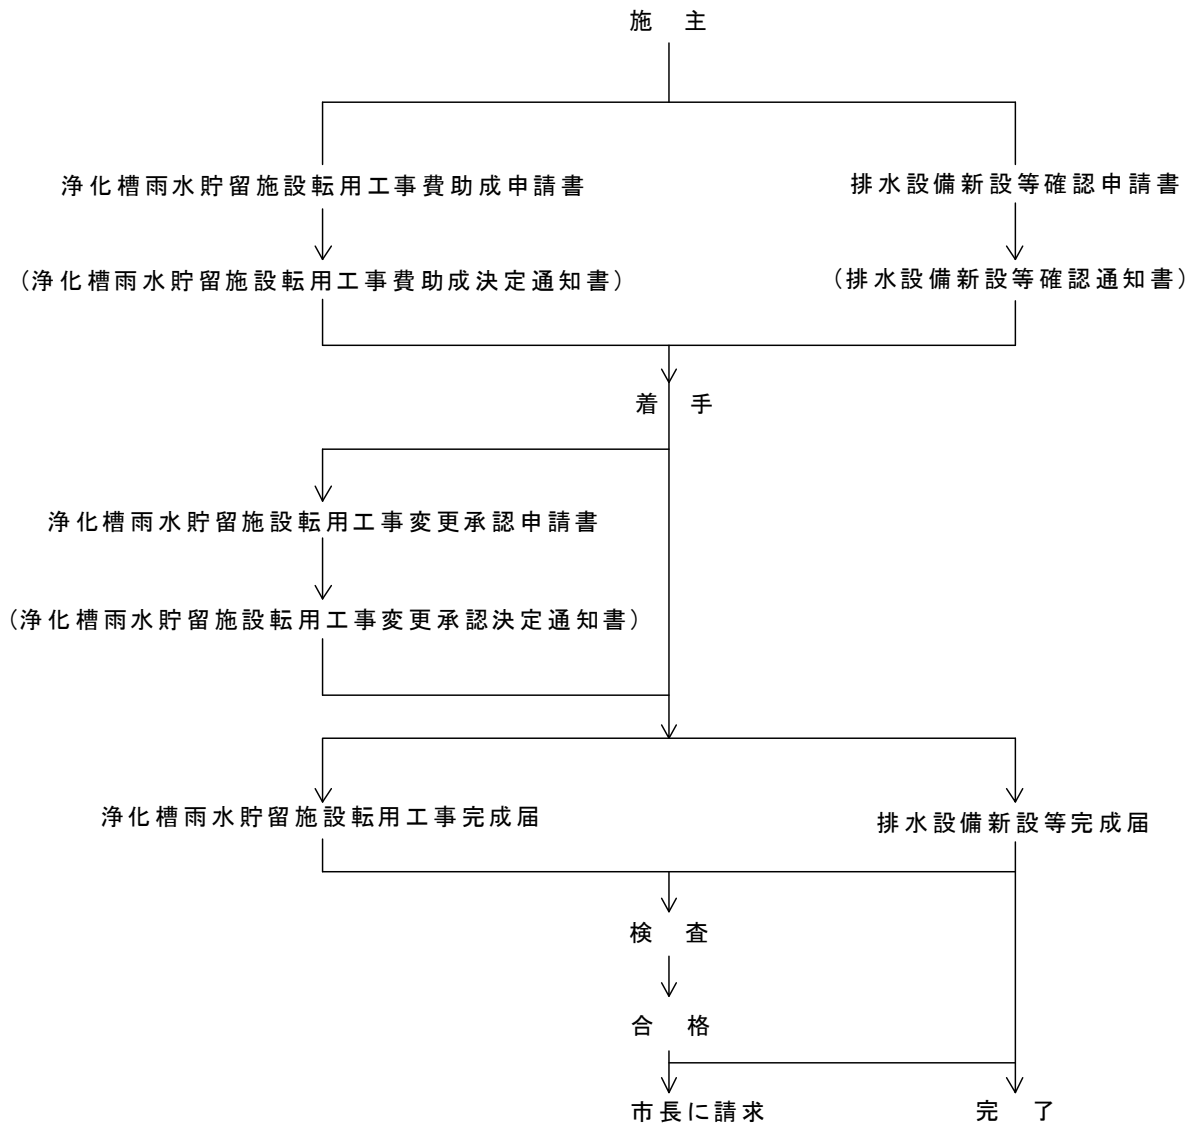 施　主
浄化槽雨水貯留施設転用工事費助成申請書
排水設備新設等確認申請書
（浄化槽雨水貯留施設転用工事費助成決定通知書）
（排水設備新設等確認通知書）
着　手
浄化槽雨水貯留施設転用工事変更承認申請書
（浄化槽雨水貯留施設転用工事変更承認決定通知書）
浄化槽雨水貯留施設転用工事完成届
排水設備新設等完成届
検　査
合　格
市長に請求
完　了